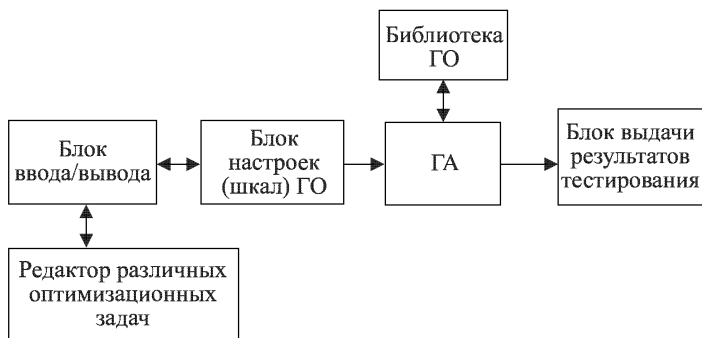 Библиотека
ГО
Блок
ввода/вывода
Блок
настроек
(шкал) ГО
ГА
Блок выдачи
результатов
тестирования
Редактор различных
оптимизационных
задач